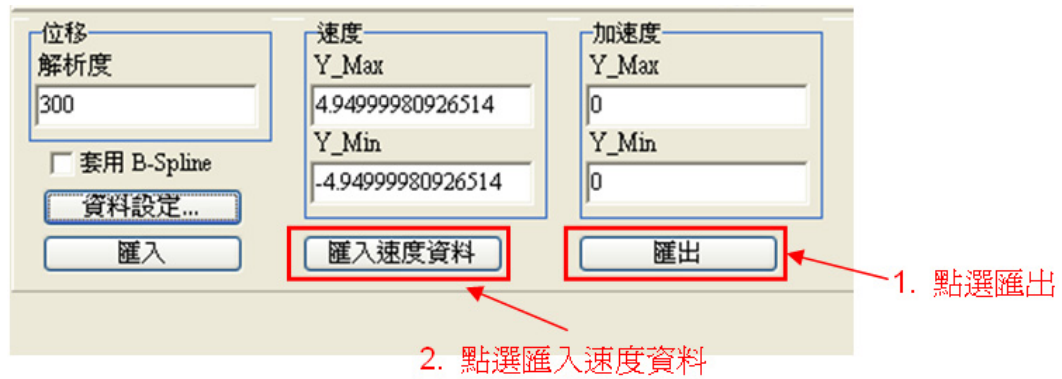 位移
解析度
300
套用 B-Spline
資料設定...
匯入
速度
Y_Max
4.94999980926514
Y_Min
-4.94999980926514
匯入速度資料
加速度
Y_Max
0
Y_Min
0
匯出
1. 點選匯出
2. 點選匯入速度資料